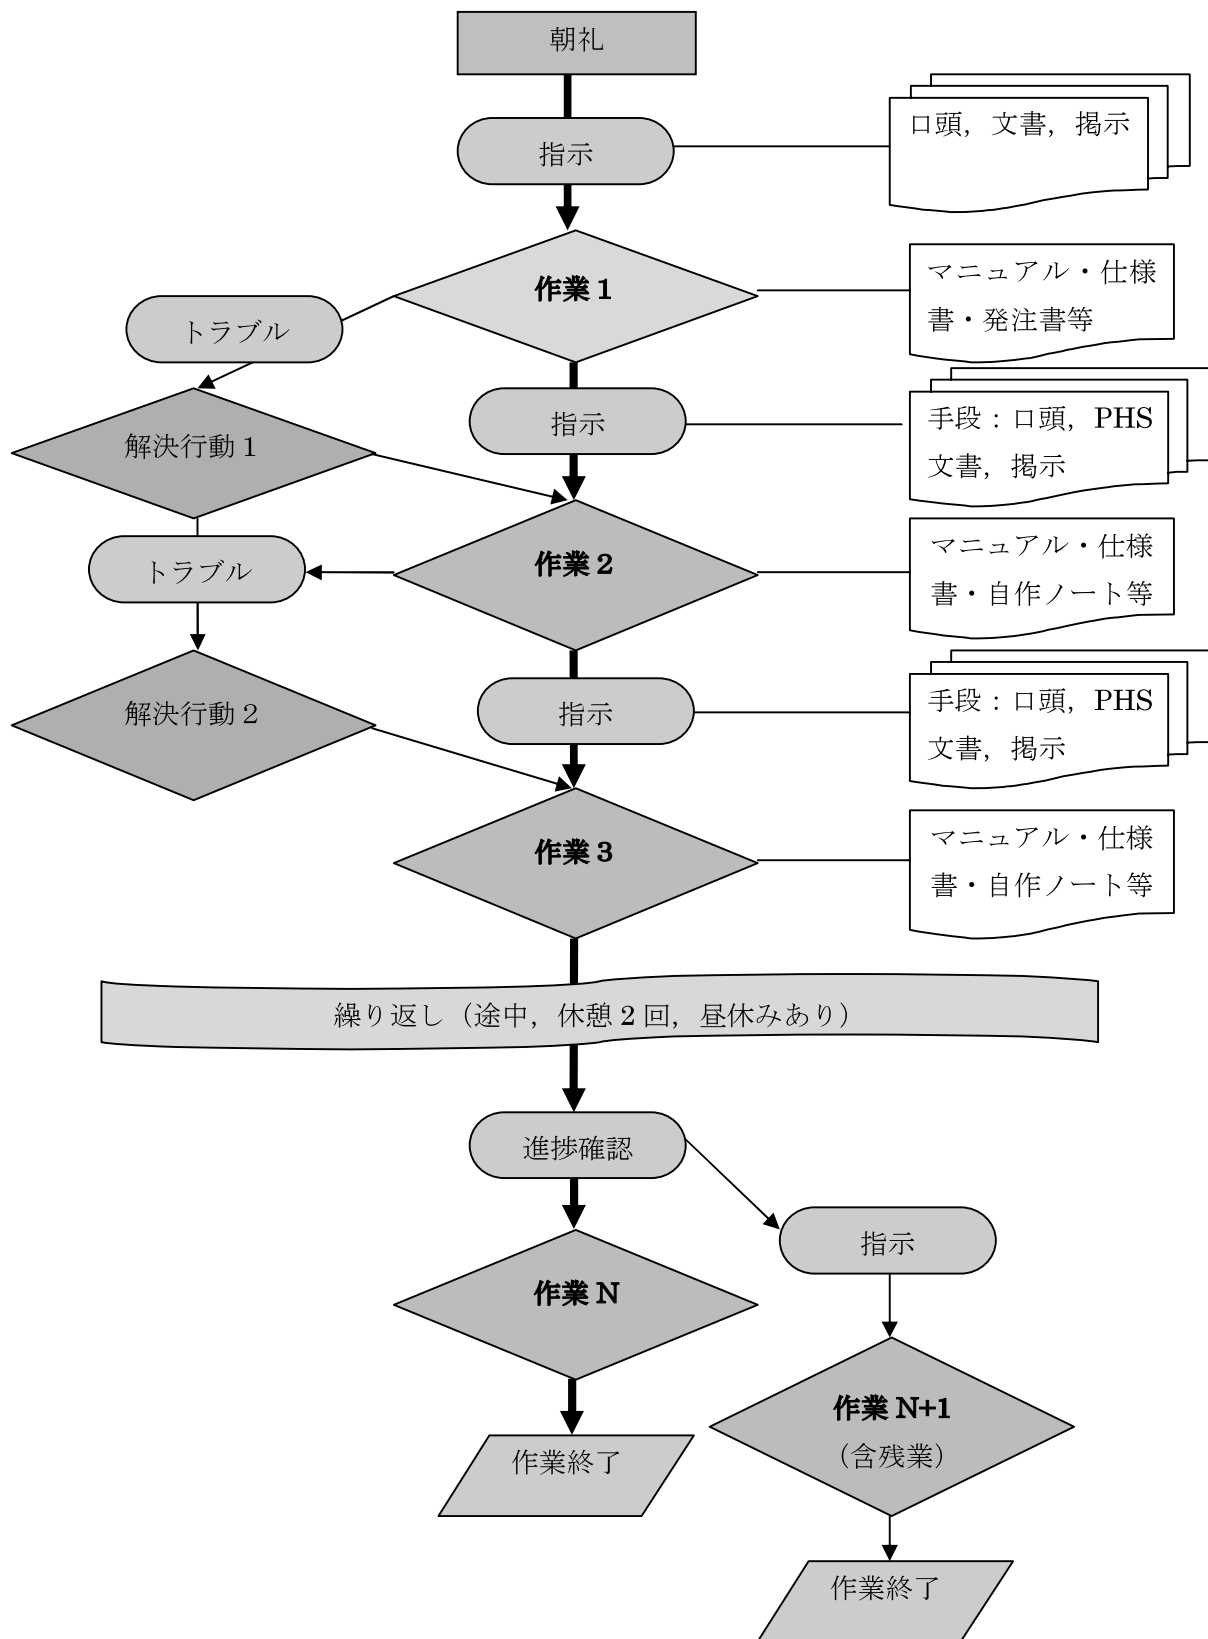 朝礼
指示
口頭，文書，掲示
作業 1
マニュアル・仕様
書・発注書等
トラブル
指示
手段：口頭，PHS
文書，掲示
解決行動 1
作業 2
マニュアル・仕様
書・自作ノート等
トラブル
指示
手段：口頭，PHS
文書，掲示
解決行動 2
作業 3
マニュアル・仕様
書・自作ノート等
繰り返し（途中，休憩 2 回，昼休みあり）
進捗確認
指示
作業 N
作業 N+1
（含残業）
作業終了
作業終了